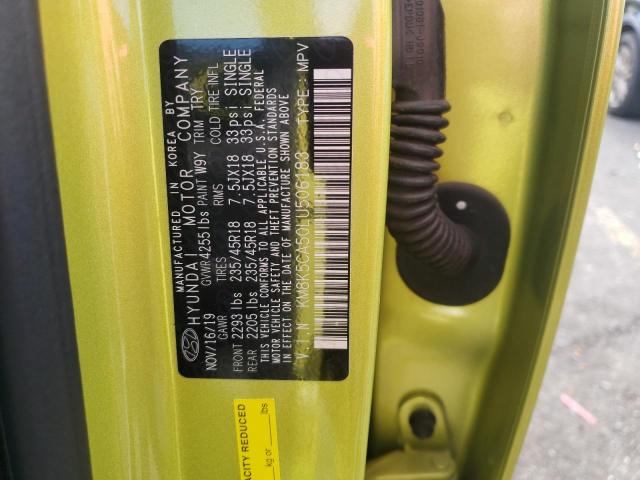 MANUFACTURED IN KOREA BY
HYUNDAI MOTOR COMPANY
NOV/16/19 GVWR 4255lbs PAINT W9Y TRIM TRY
GAWR TIRES RIMS COLD TIRE INFL
FRONT 2293 lbs 235/45R18 7.5JX18 33psi SINGLE
REAR 2205 lbs 235/45R18 7.5JX18 33psi SINGLE
THIS VEHICLE CONFORMS TO ALL APPLICABLE U.S.A. FEDERAL
MOTOR VEHICLE SAFETY AND THEFT PREVENTION STANDARDS
IN EFFECT ON THE DATE OF MANUFACTURE SHOWN ABOVE
V.I.N: KM8K5CA50LU506183 TYPE: MPV
ACITY REDUCED
kg or lbs